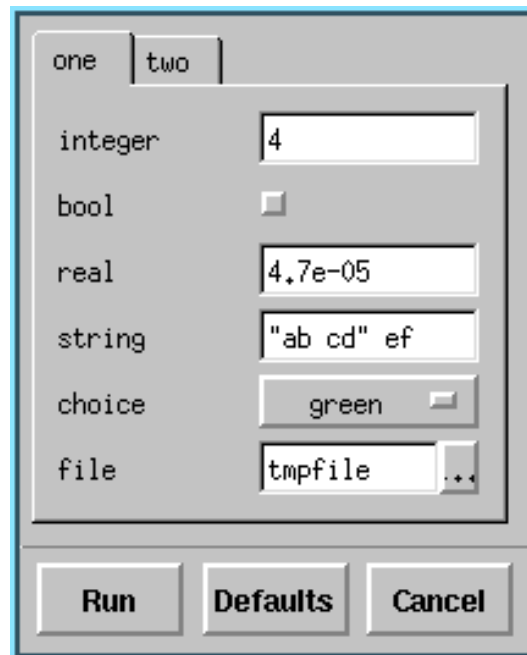 one two
integer 4
bool
real 4.7e-05
string "ab cd" ef
choice green
file tmpfile ...
Run Defaults Cancel